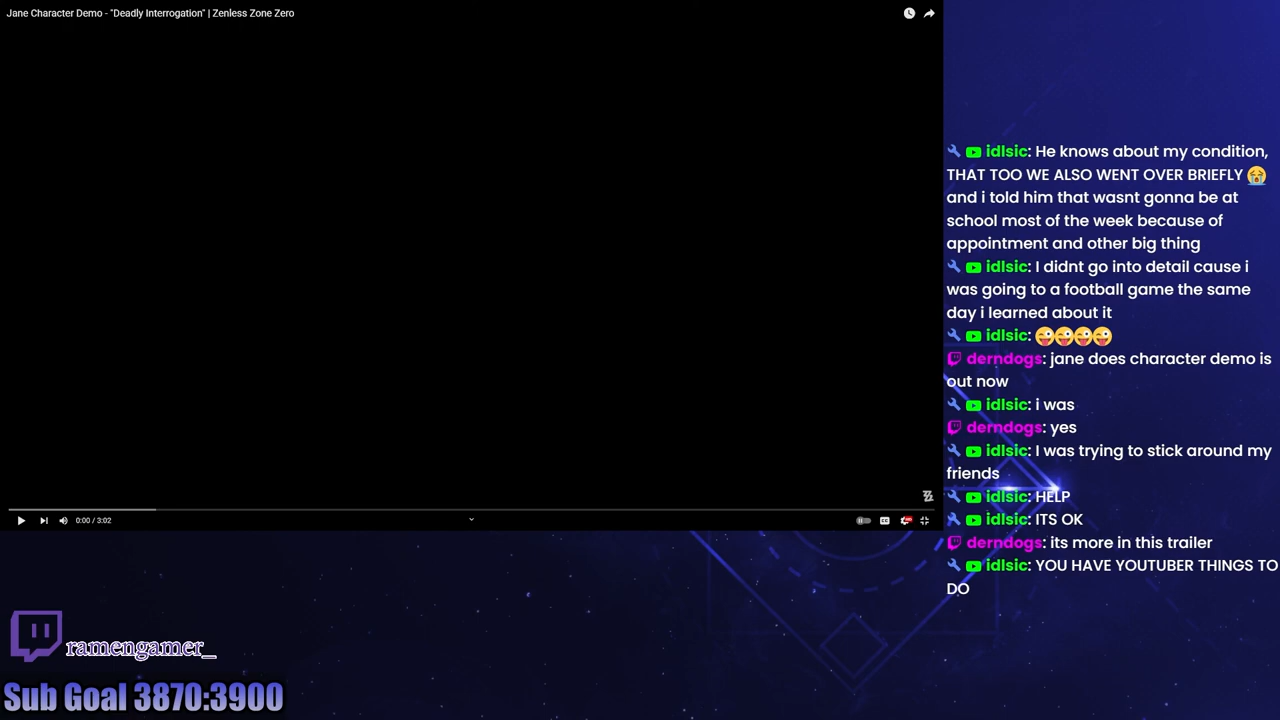 Jane Character Demo - "Deadly Interrogation" | Zenless Zone Zero
idlsic: He knows about my condition,
THAT TOO WE ALSO WENT OVER BRIEFLY 😭
and i told him that wasnt gonna be at
school most of the week because of
appointment and other big thing
idlsic: I didnt go into detail cause i
was going to a football game the same
day i learned about it
idlsic: 😜😜😜😜
derndogs: jane does character demo is
out now
idlsic: i was
derndogs: yes
idlsic: I was trying to stick around my
friends
idlsic: HELP
idlsic: ITS OK
derndogs: its more in this trailer
idlsic: YOU HAVE YOUTUBER THINGS TO
DO
0:00 / 3:02
CC
ramengamer_
Sub Goal 3870:3900